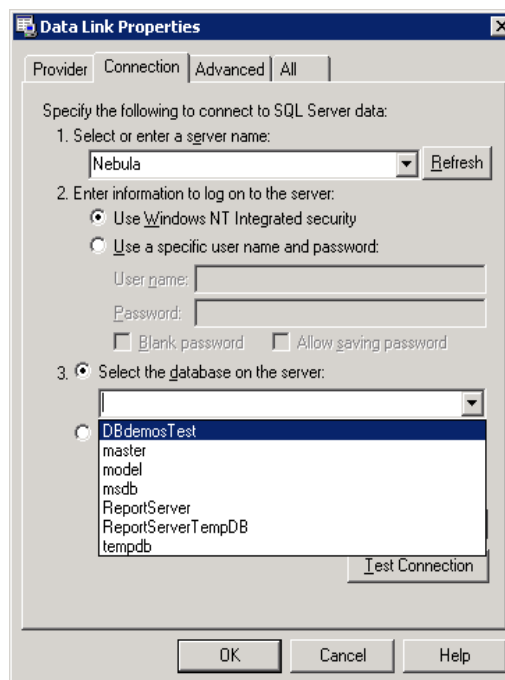 Data Link Properties
Provider Connection Advanced All
Specify the following to connect to SQL Server data:
1. Select or enter a server name:
Nebula Refresh
2. Enter information to log on to the server:
Use Windows NT Integrated security
Use a specific user name and password:
User name:
Password:
Blank password Allow saving password
3. Select the database on the server:
DBdemosTest
master
model
msdb
ReportServer
ReportServerTempDB
tempdb
Test Connection
OK Cancel Help